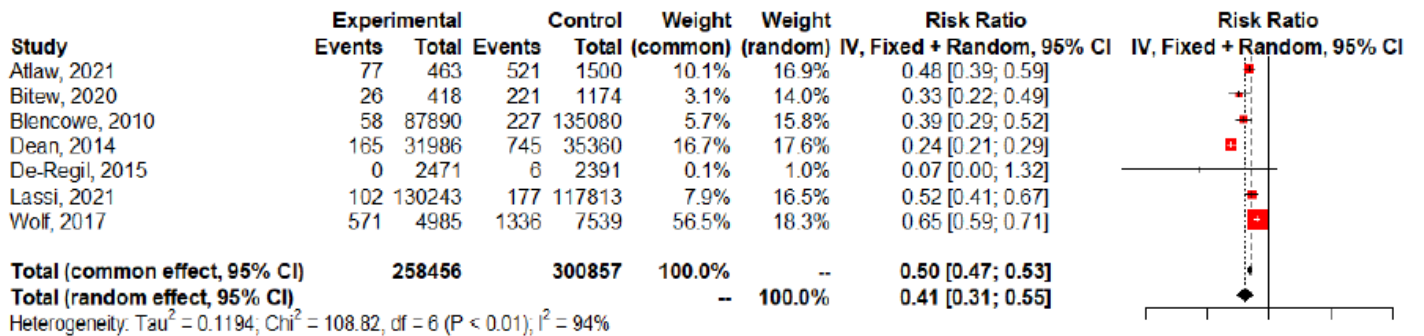 Experimental Control Weight Weight Risk Ratio Risk Ratio
Study Events Total Events Total (common) (random) IV, Fixed + Random, 95% CI IV, Fixed + Random, 95% CI
Atlaw, 2021 77 463 521 1500 10.1% 16.9% 0.48 [0.39; 0.59]
Bitew, 2020 26 418 221 1174 3.1% 14.0% 0.33 [0.22; 0.49]
Blencowe, 2010 58 87890 227 135080 5.7% 15.8% 0.39 [0.29; 0.52]
Dean, 2014 165 31986 745 35360 16.7% 17.6% 0.24 [0.21; 0.29]
De-Regil, 2015 0 2471 6 2391 0.1% 1.0% 0.07 [0.00; 1.32]
Lassi, 2021 102 130243 177 117813 7.9% 16.5% 0.52 [0.41; 0.67]
Wolf, 2017 571 4985 1336 7539 56.5% 18.3% 0.65 [0.59; 0.71]
Total (common effect, 95% CI) 258456 300857 100.0% -- 0.50 [0.47; 0.53]
Total (random effect, 95% CI) -- 100.0% 0.41 [0.31; 0.55]
Heterogeneity: Tau² = 0.1194; Chi² = 108.82, df = 6 (P < 0.01); I² = 94%